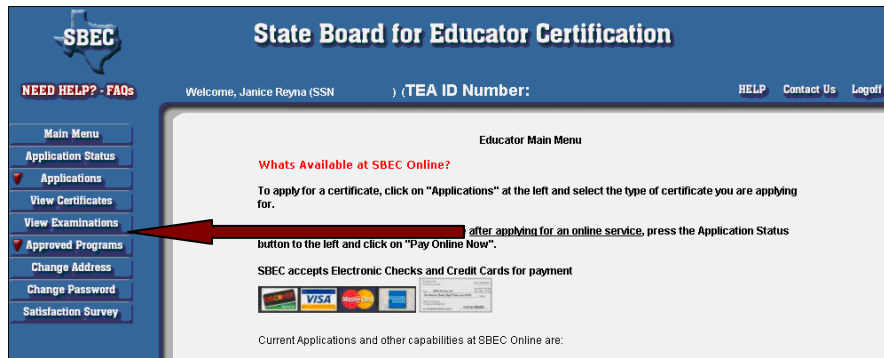 SBEC
State Board for Educator Certification
NEED HELP? - FAQs
Welcome, Janice Reyna (SSN ) (TEA ID Number:
HELP Contact Us Logoff
Main Menu
Application Status
Applications
View Certificates
View Examinations
Approved Programs
Change Address
Change Password
Satisfaction Survey
Educator Main Menu
Whats Available at SBEC Online?
To apply for a certificate, click on "Applications" at the left and select the type of certificate you are applying
for.
after applying for an online service, press the Application Status
button to the left and click on "Pay Online Now".
SBEC accepts Electronic Checks and Credit Cards for payment
DISCOVER VISA MasterCard
Current Applications and other capabilities at SBEC Online are: